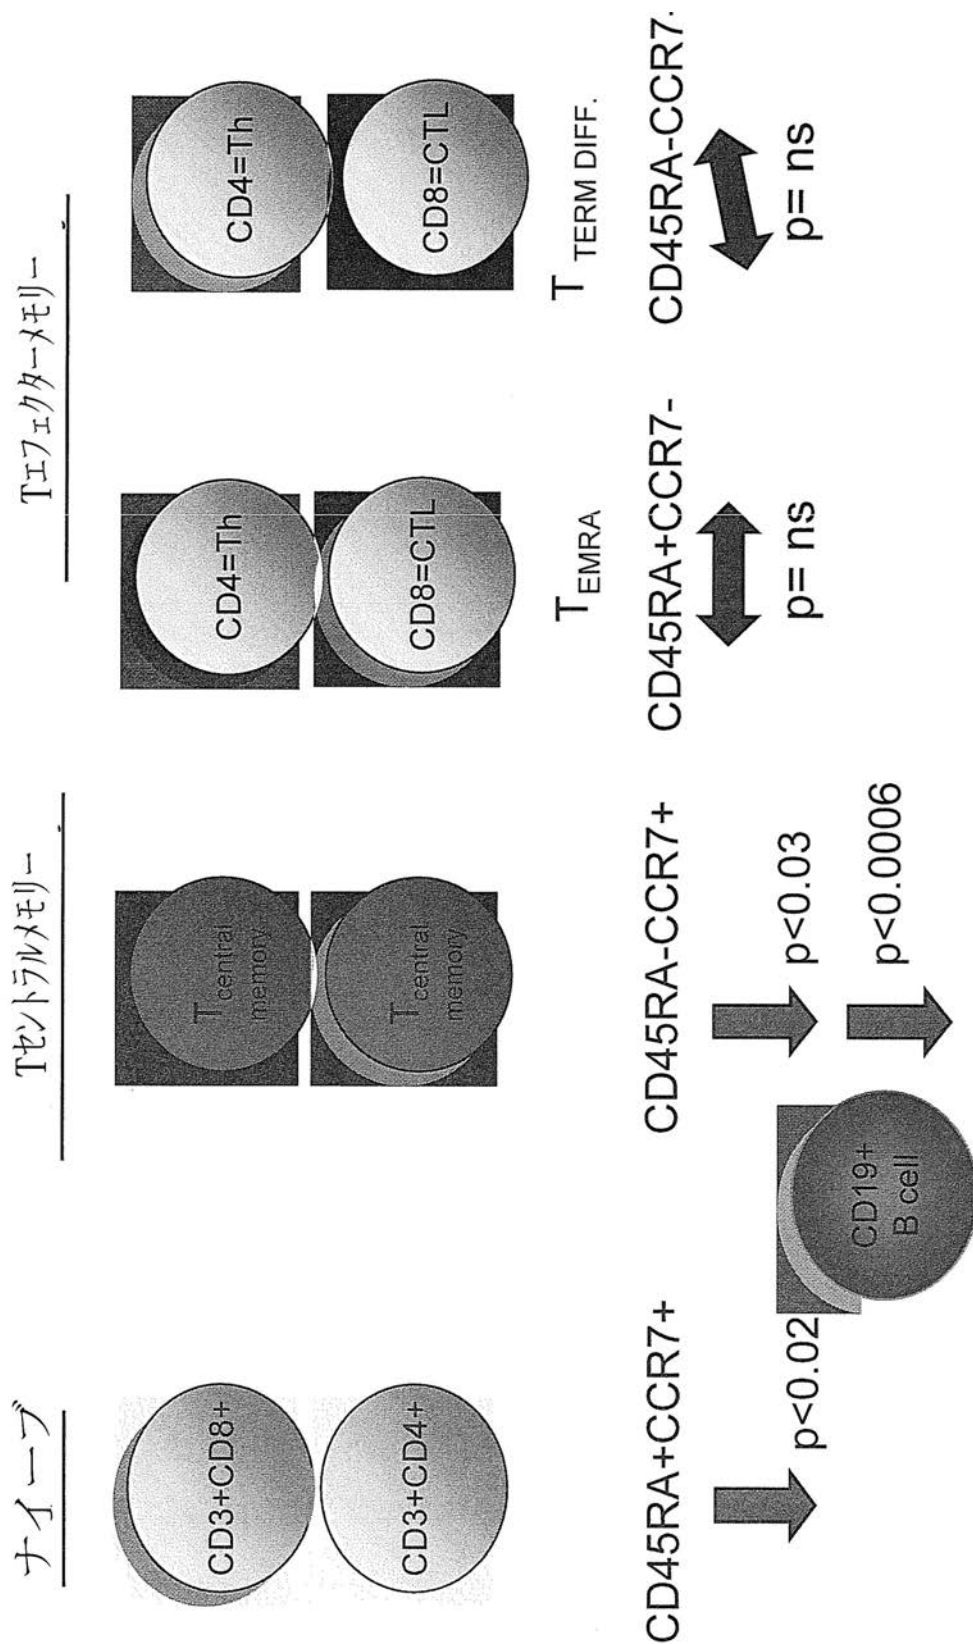 ナイーブ
Tセントラルメモリー
Tエフェクターメモリー
CD3+CD8+
CD3+CD4+
T central
memory
T central
memory
CD4=Th
CD8=CTL
CD4=Th
CD8=CTL
T EMRA
T TERM DIFF.
CD45RA+CCR7+
CD45RA-CCR7+
CD45RA+CCR7-
CD45RA-CCR7-
p<0.02
p<0.03
p= ns
p= ns
CD19+
B cell
p<0.0006